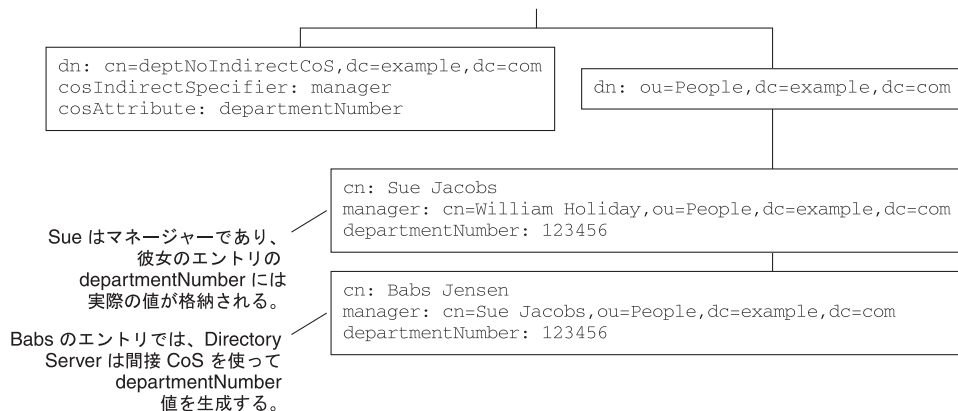 dn: cn=deptNoIndirectCoS,dc=example,dc=com
cosIndirectSpecifier: manager
cosAttribute: departmentNumber
dn: ou=People,dc=example,dc=com
cn: Sue Jacobs
manager: cn=William Holiday,ou=People,dc=example,dc=com
departmentNumber: 123456
Sue はマネージャーであり、
彼女のエントリの
departmentNumber には
実際の値が格納される。
cn: Babs Jensen
manager: cn=Sue Jacobs,ou=People,dc=example,dc=com
departmentNumber: 123456
Babs のエントリでは、Directory
Server は間接 CoS を使って
departmentNumber
値を生成する。